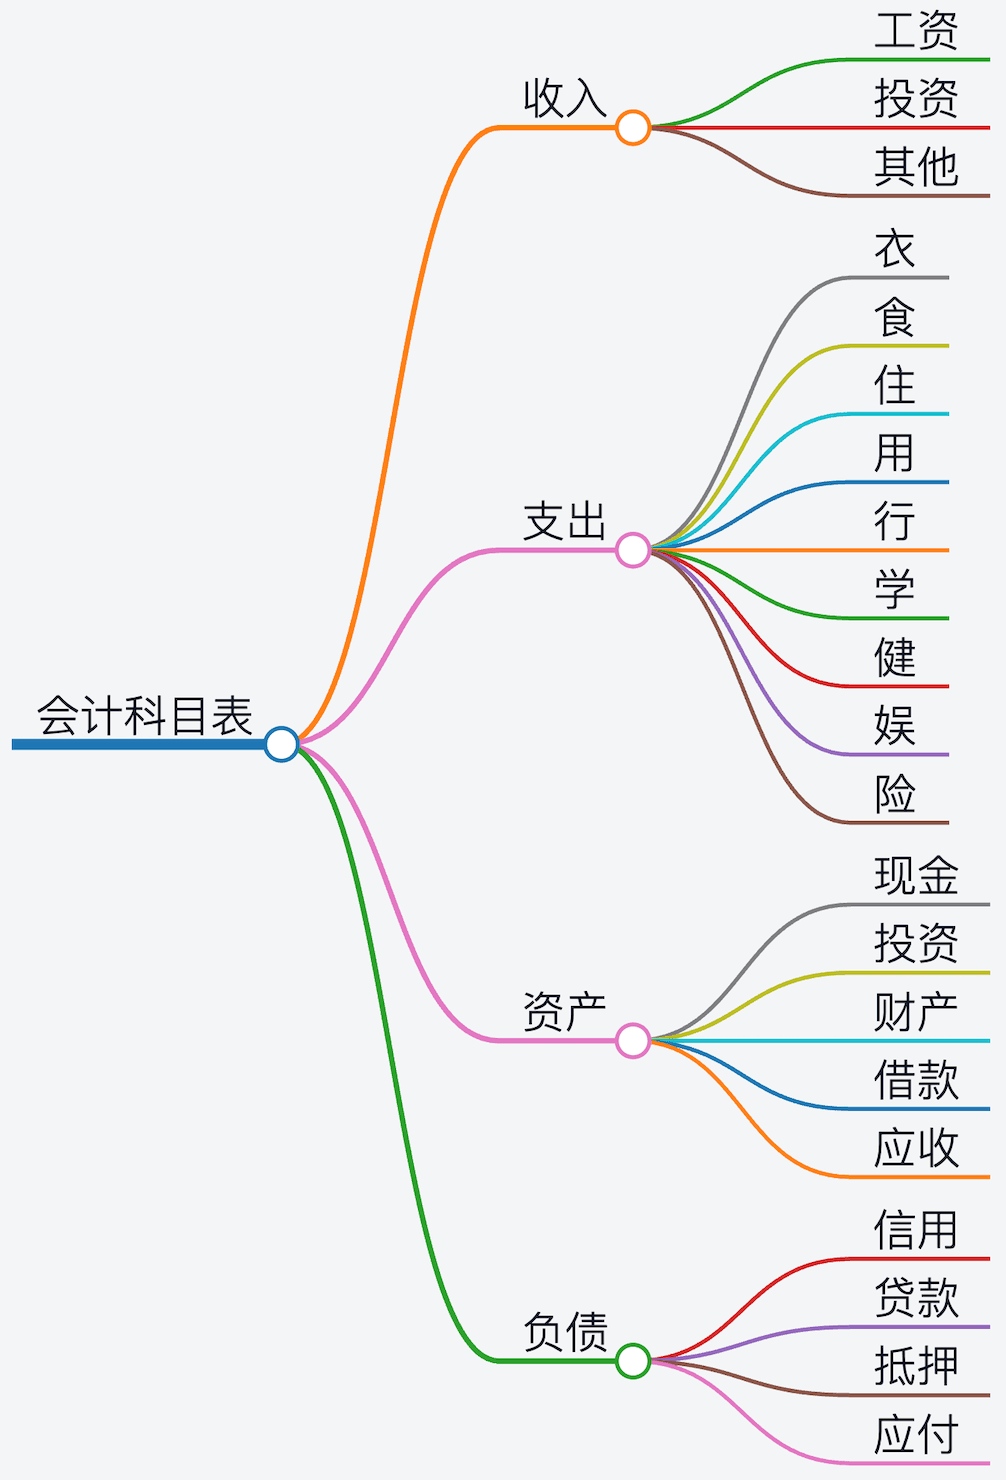 会计科目表
收入
工资
投资
其他
支出
衣
食
住
用
行
学
健
娱
险
资产
现金
投资
财产
借款
应收
负债
信用
贷款
抵押
应付